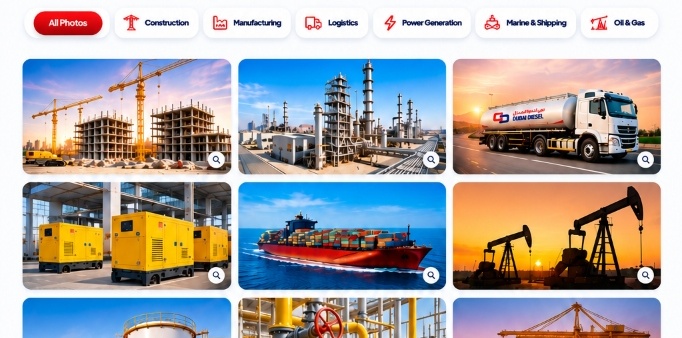 All Photos
Construction
Manufacturing
Logistics
Power Generation
Marine & Shipping
Oil & Gas
DUBAI DIESEL